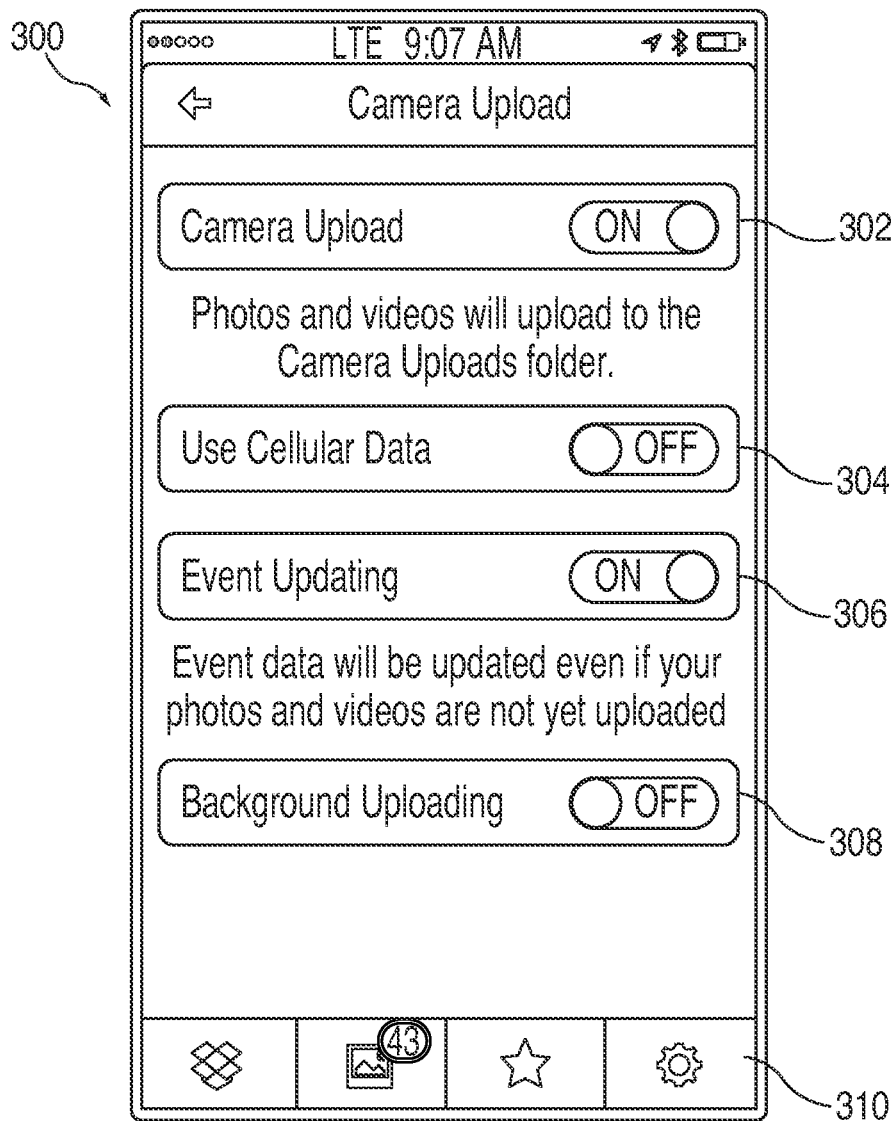 300
LTE 9:07 AM
Camera Upload
Camera Upload ON
302
Photos and videos will upload to the
Camera Uploads folder.
Use Cellular Data OFF
304
Event Updating ON
306
Event data will be updated even if your
photos and videos are not yet uploaded
Background Uploading OFF
308
43
310